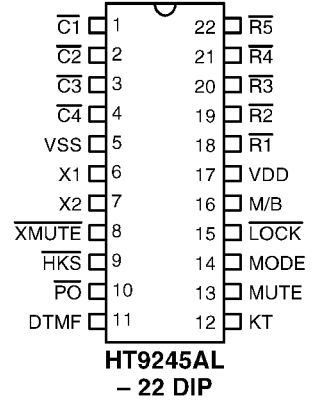 C1 1 22 R5
C2 2 21 R4
C3 3 20 R3
C4 4 19 R2
VSS 5 18 R1
X1 6 17 VDD
X2 7 16 M/B
XMUTE 8 15 LOCK
HKS 9 14 MODE
PO 10 13 MUTE
DTMF 11 12 KT
HT9245AL
– 22 DIP